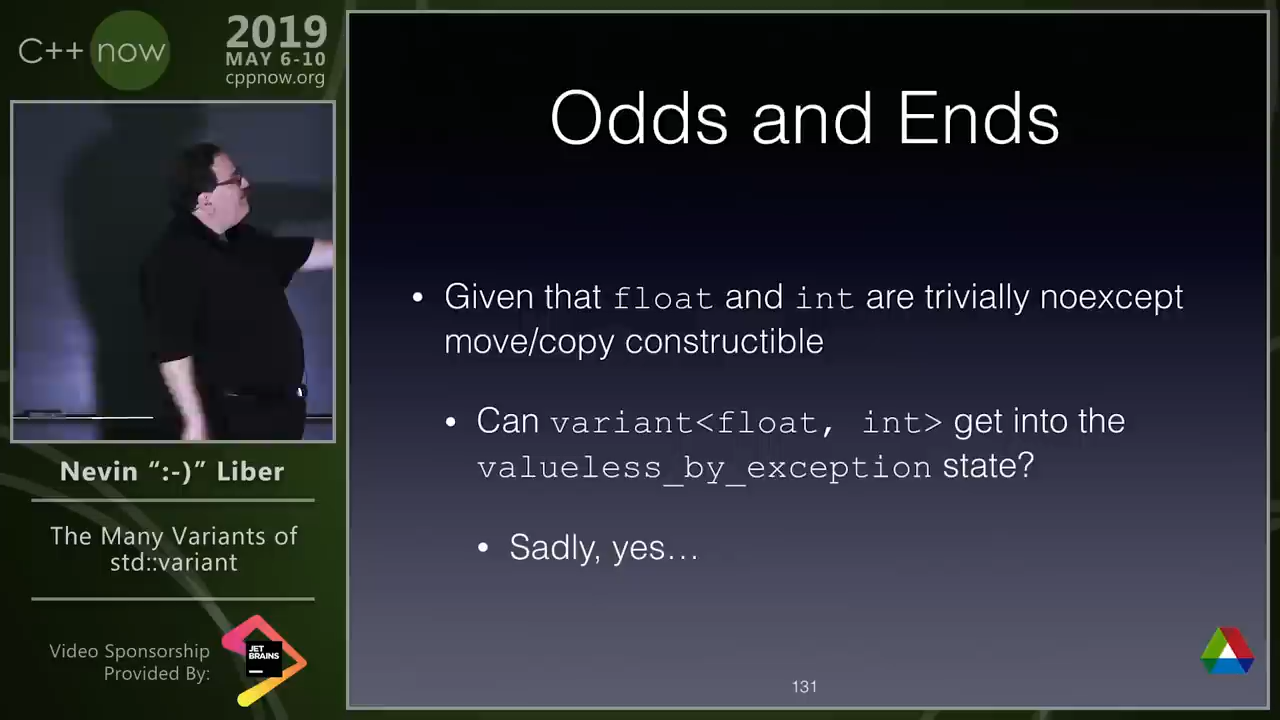 C++ now
2019
MAY 6-10
cppnow.org
Odds and Ends
• Given that float and int are trivially noexcept
move/copy constructible
• Can variant<float, int> get into the
valueless_by_exception state?
• Sadly, yes…
Nevin “:-)” Liber
The Many Variants of
std::variant
Video Sponsorship
Provided By:
JET
BRAINS
131